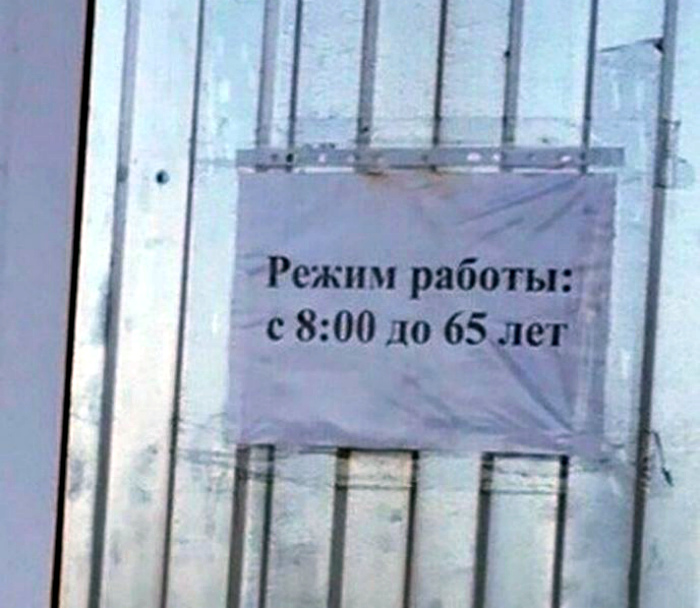 Режим работы:
с 8:00 до 65 лет